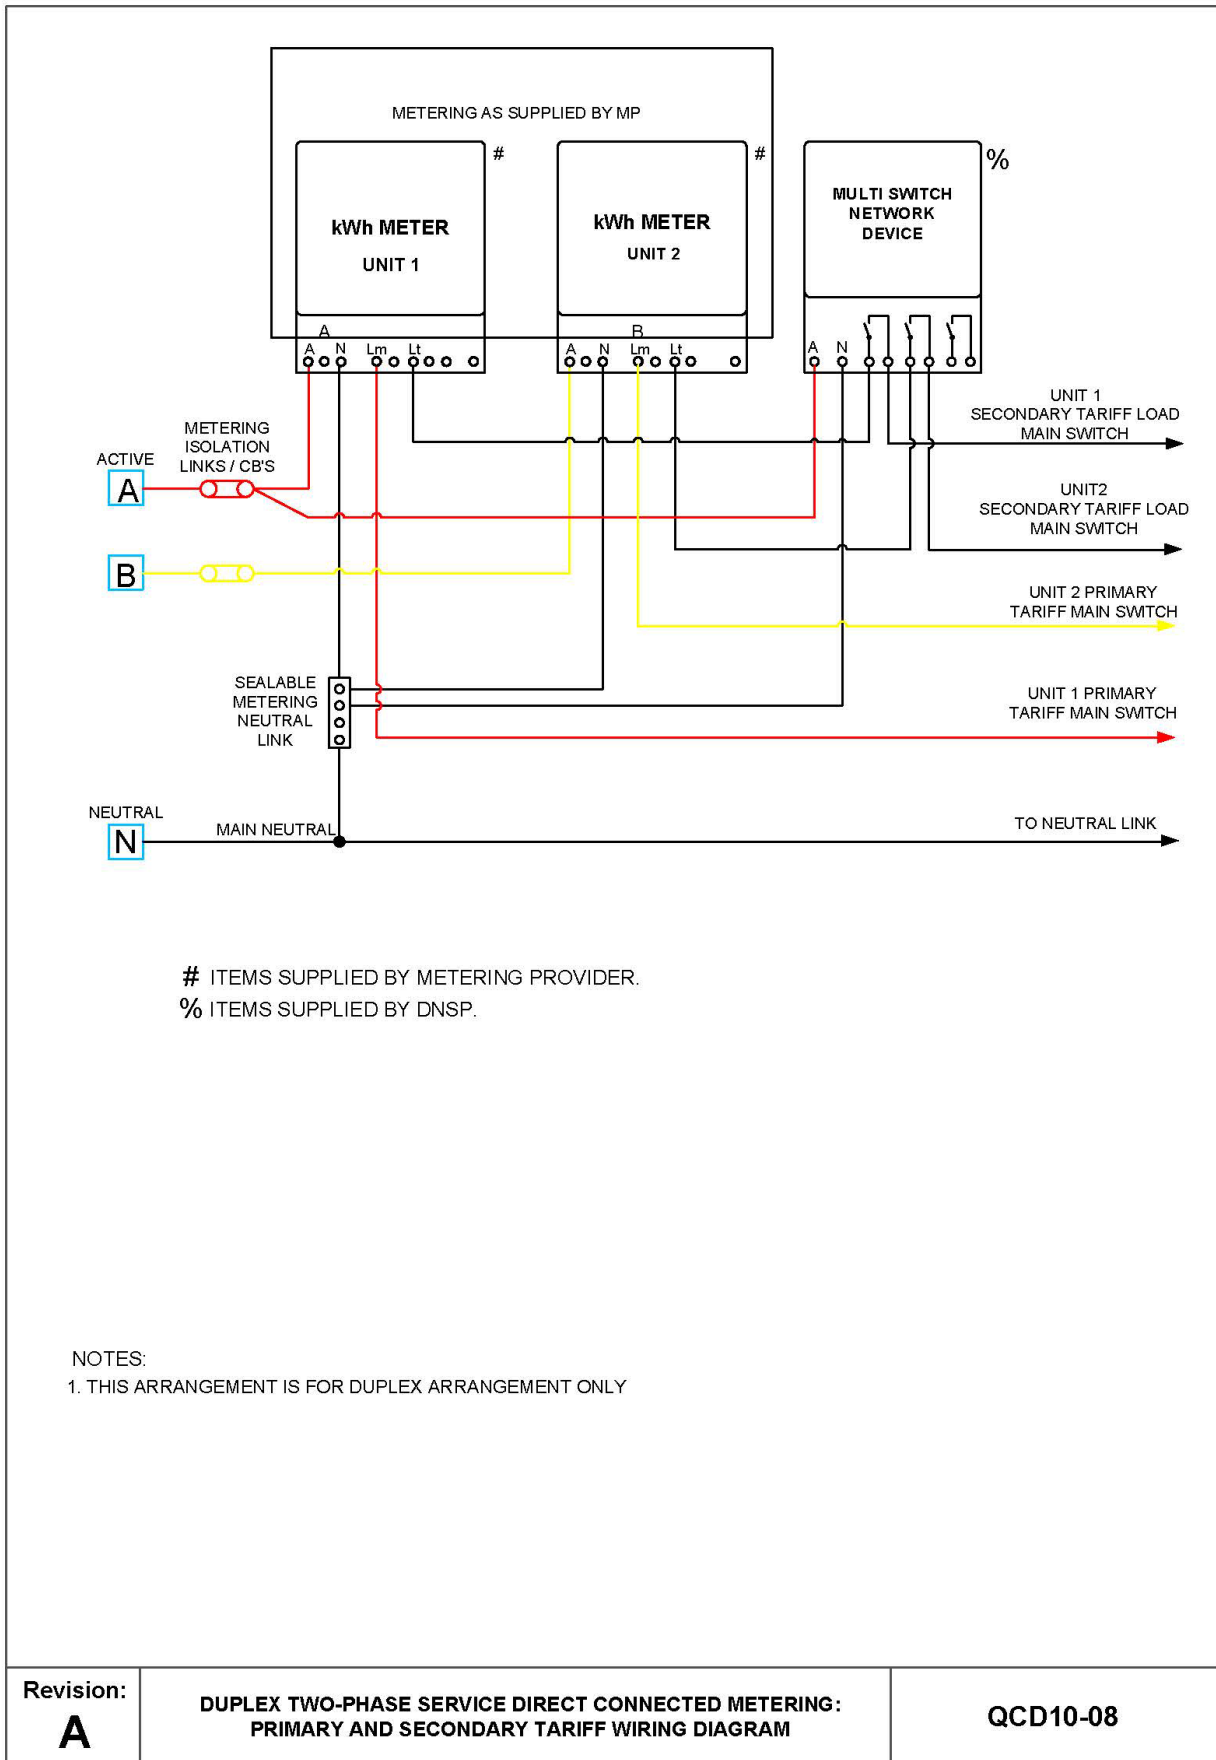 METERING AS SUPPLIED BY MP
#
#
%
kWh METER
UNIT 1
kWh METER
UNIT 2
MULTI SWITCH
NETWORK
DEVICE
A
B
A N Lm Lt
A N Lm Lt
A N
UNIT 1
SECONDARY TARIFF LOAD
MAIN SWITCH
METERING
ISOLATION
LINKS / CB'S
ACTIVE
A
UNIT2
SECONDARY TARIFF LOAD
MAIN SWITCH
B
UNIT 2 PRIMARY
TARIFF MAIN SWITCH
SEALABLE
METERING
NEUTRAL
LINK
UNIT 1 PRIMARY
TARIFF MAIN SWITCH
NEUTRAL
N
MAIN NEUTRAL
TO NEUTRAL LINK
# ITEMS SUPPLIED BY METERING PROVIDER.
% ITEMS SUPPLIED BY DNSP.
NOTES:
1. THIS ARRANGEMENT IS FOR DUPLEX ARRANGEMENT ONLY
Revision:
A
DUPLEX TWO-PHASE SERVICE DIRECT CONNECTED METERING:
PRIMARY AND SECONDARY TARIFF WIRING DIAGRAM
QCD10-08